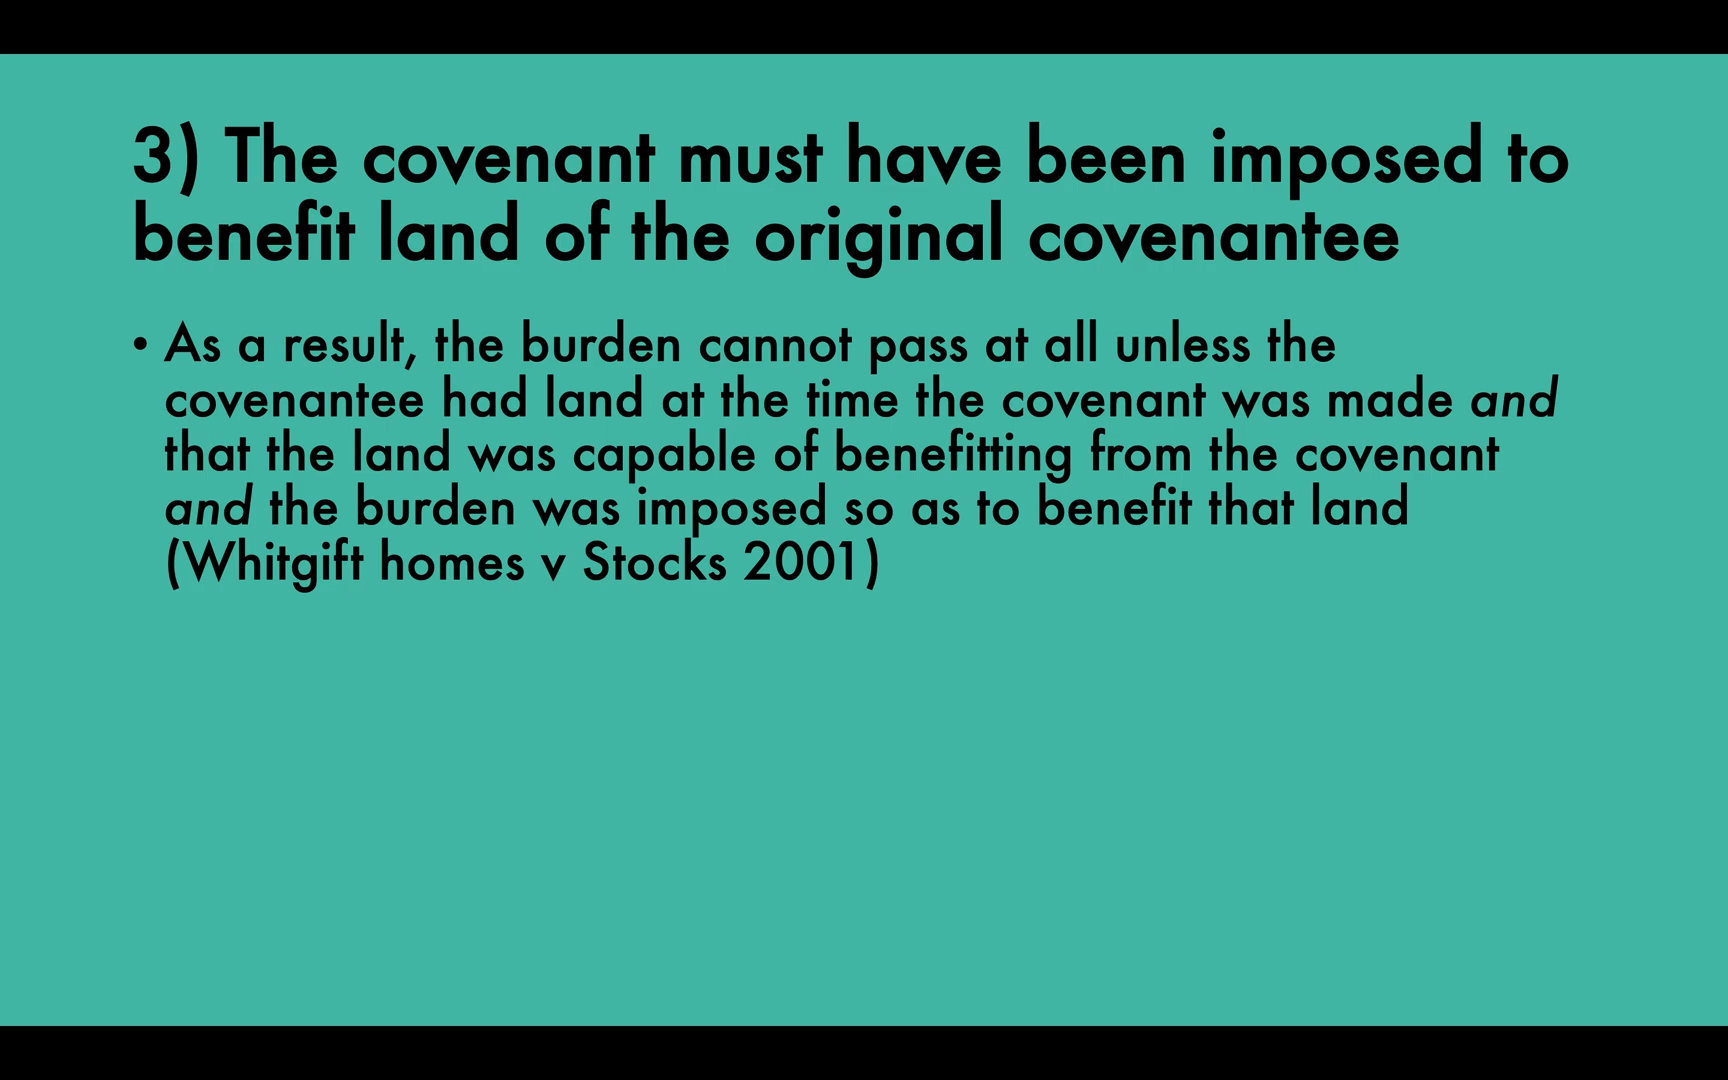 3) The covenant must have been imposed to
benefit land of the original covenantee
• As a result, the burden cannot pass at all unless the
covenantee had land at the time the covenant was made and
that the land was capable of benefitting from the covenant
and the burden was imposed so as to benefit that land
(Whitgift homes v Stocks 2001)